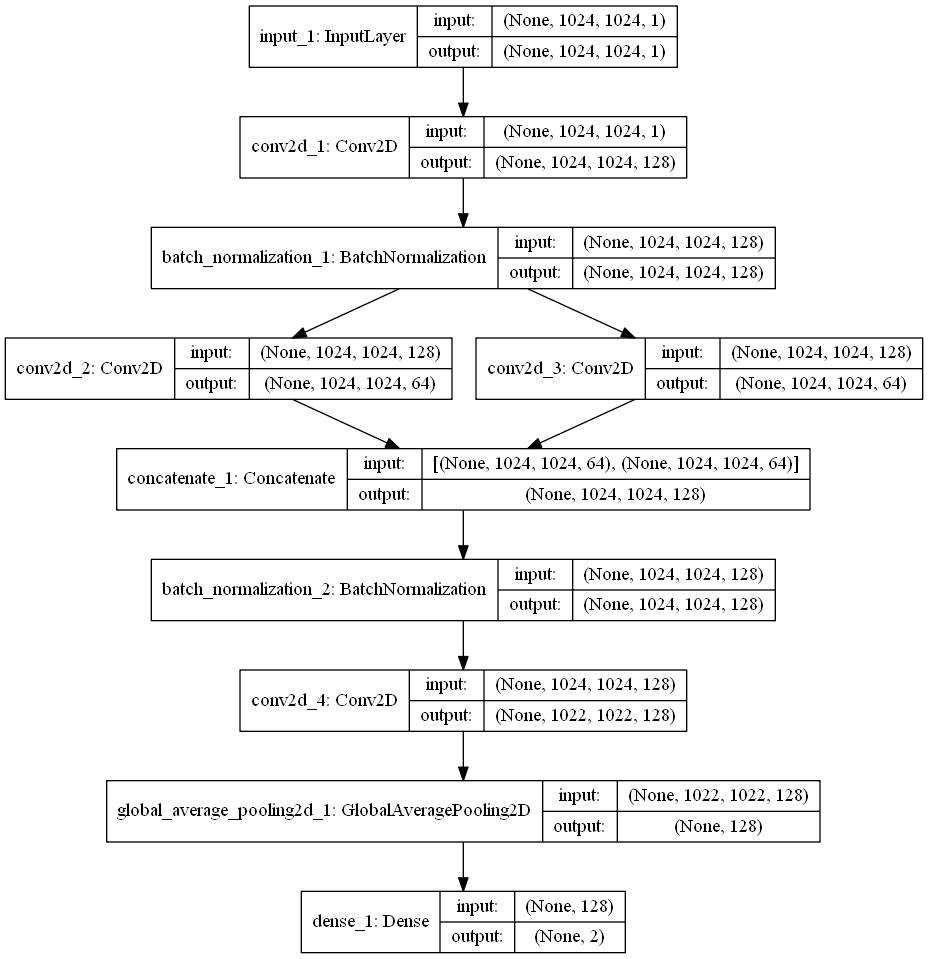 input_1: InputLayer
input: (None, 1024, 1024, 1)
output: (None, 1024, 1024, 1)
conv2d_1: Conv2D
input: (None, 1024, 1024, 1)
output: (None, 1024, 1024, 128)
batch_normalization_1: BatchNormalization
input: (None, 1024, 1024, 128)
output: (None, 1024, 1024, 128)
conv2d_2: Conv2D
input: (None, 1024, 1024, 128)
output: (None, 1024, 1024, 64)
conv2d_3: Conv2D
input: (None, 1024, 1024, 128)
output: (None, 1024, 1024, 64)
concatenate_1: Concatenate
input: [(None, 1024, 1024, 64), (None, 1024, 1024, 64)]
output: (None, 1024, 1024, 128)
batch_normalization_2: BatchNormalization
input: (None, 1024, 1024, 128)
output: (None, 1024, 1024, 128)
conv2d_4: Conv2D
input: (None, 1024, 1024, 128)
output: (None, 1022, 1022, 128)
global_average_pooling2d_1: GlobalAveragePooling2D
input: (None, 1022, 1022, 128)
output: (None, 128)
dense_1: Dense
input: (None, 128)
output: (None, 2)